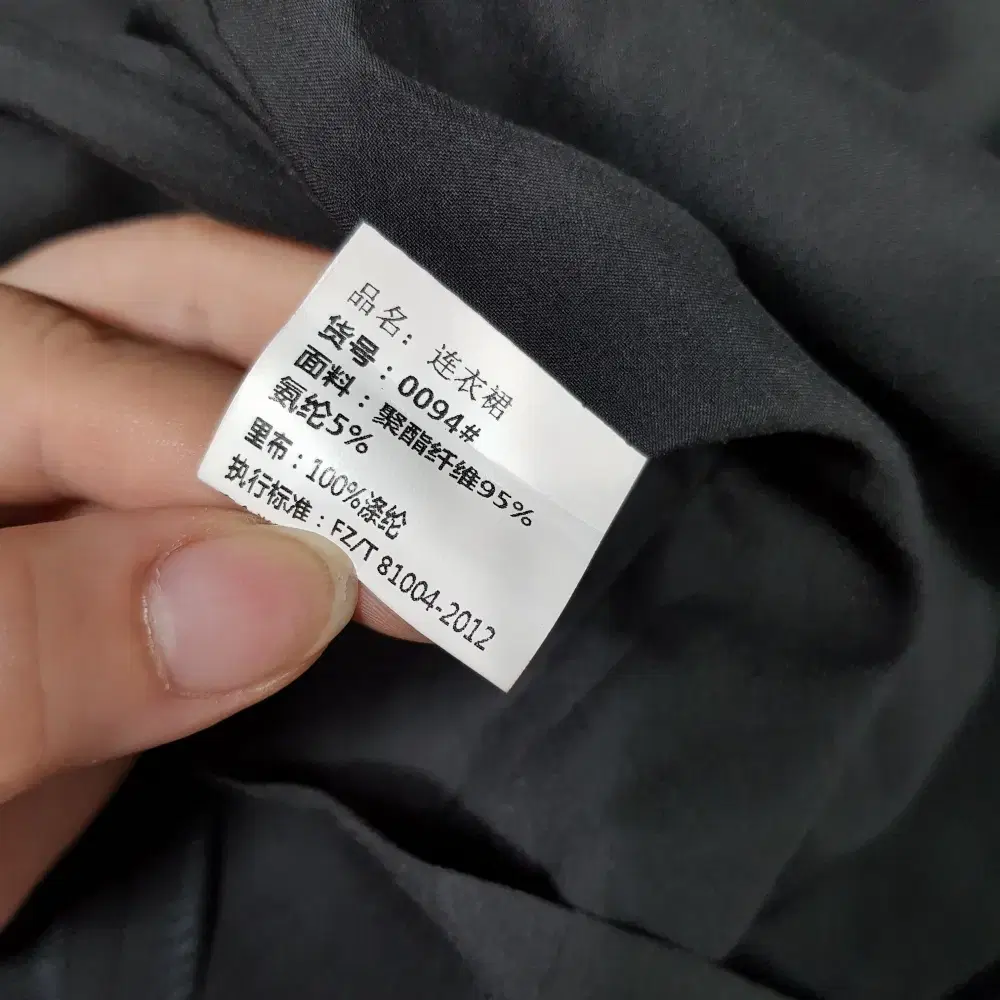 品名：连衣裙
货号：0094#
面料：聚酯纤维95%
氨纶5%
里布：100%涤纶
执行标准：FZ/T 81004-2012